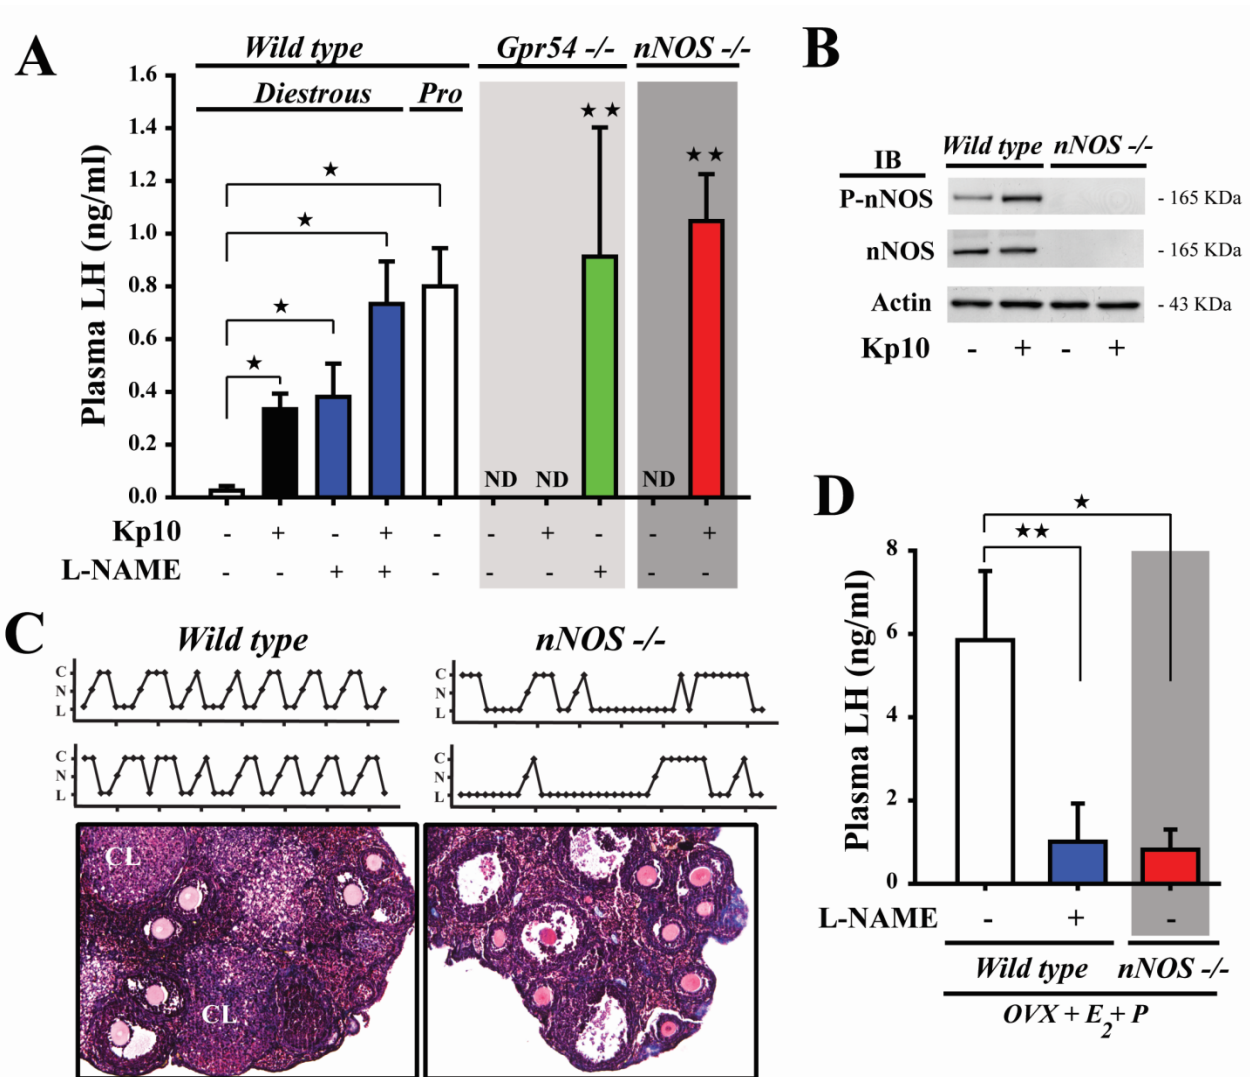 A
Wild type Gpr54 -/- nNOS -/-
Diestrous Pro
Plasma LH (ng/ml)
1.6
1.4
1.2
1.0
0.8
0.6
0.4
0.2
0.0
★ ★ ★ ★ ★ ★ ★ ★
ND ND ND
Kp10 - + - + - - + - - +
L-NAME - - + + - - - + - -
B
Wild type nNOS -/-
IB
P-nNOS - 165 KDa
nNOS - 165 KDa
Actin - 43 KDa
Kp10 - + - +
C
Wild type nNOS -/-
C C
N N
L L
C C
N N
L L
CL
CL
D
Plasma LH (ng/ml)
★
★★
8
6
4
2
0
L-NAME - + -
Wild type nNOS -/-
OVX + E2+ P